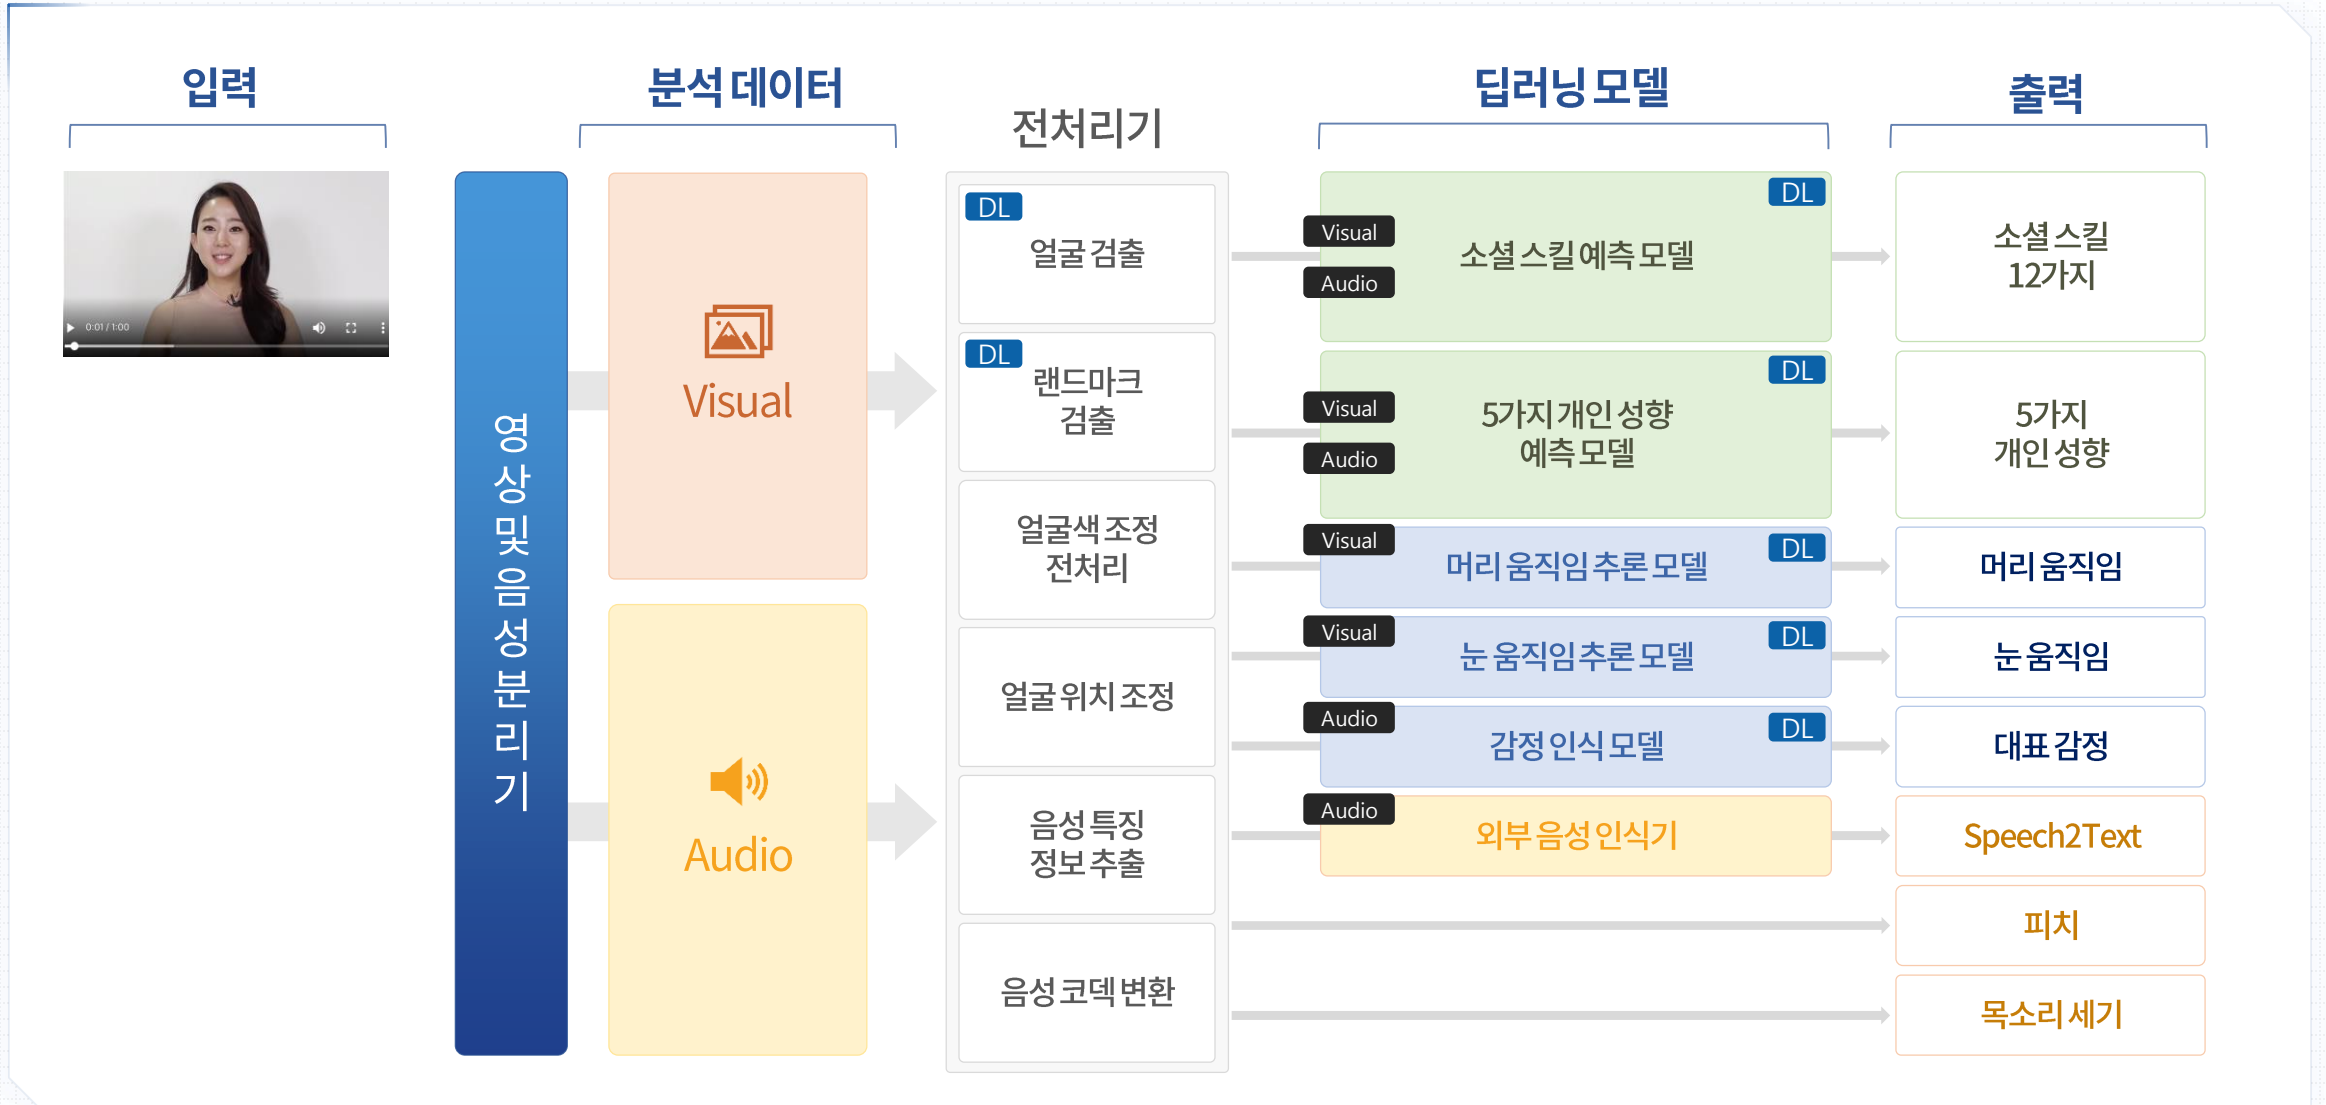 입력
분석 데이터
전처리기
딥러닝 모델
출력
0:01 / 1:00
영상 및 음성 분리기
Visual
Audio
DL
얼굴 검출
DL
랜드마크
검출
얼굴색 조정
전처리
얼굴 위치 조정
음성 특징
정보 추출
음성 코덱 변환
Visual
Audio
DL
소셜 스킬 예측 모델
소셜 스킬
12가지
Visual
Audio
DL
5가지 개인 성향
예측 모델
5가지
개인 성향
Visual
DL
머리 움직임 추론 모델
머리 움직임
Visual
DL
눈 움직임 추론 모델
눈 움직임
Audio
DL
감정 인식 모델
대표 감정
Audio
외부 음성 인식기
Speech2Text
피치
목소리 세기